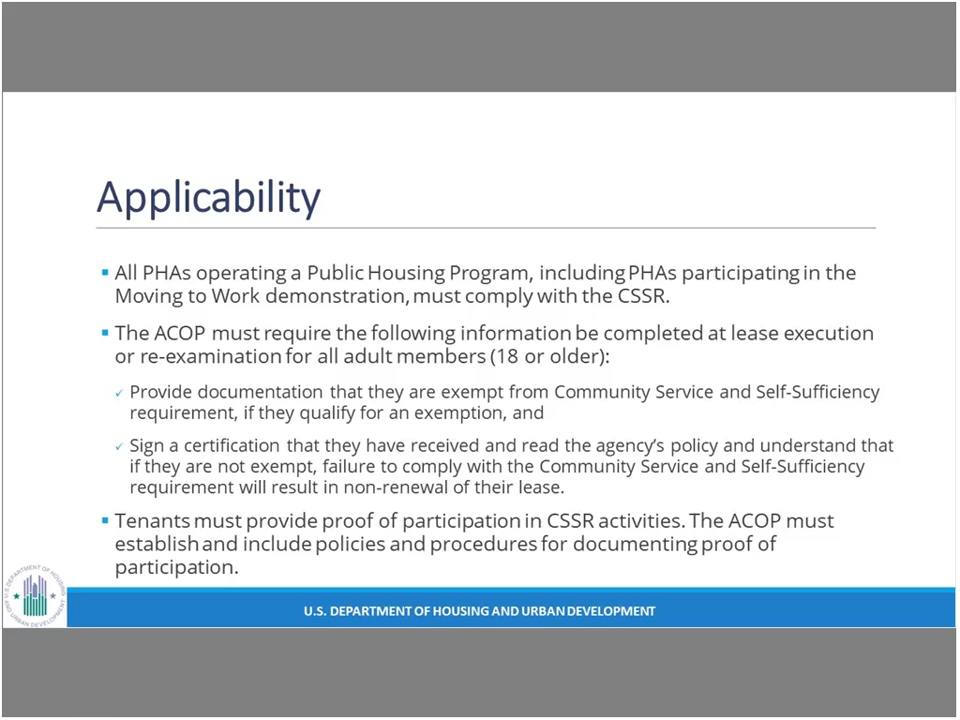 Applicability
All PHAs operating a Public Housing Program, including PHAs participating in the
Moving to Work demonstration, must comply with the CSSR.
The ACOP must require the following information be completed at lease execution
or re-examination for all adult members (18 or older):
Provide documentation that they are exempt from Community Service and Self-Sufficiency
requirement, if they qualify for an exemption, and
Sign a certification that they have received and read the agency's policy and understand that
if they are not exempt, failure to comply with the Community Service and Self-Sufficiency
requirement will result in non-renewal of their lease.
Tenants must provide proof of participation in CSSR activities. The ACOP must
establish and include policies and procedures for documenting proof of
participation.
U.S. DEPARTMENT OF HOUSING AND URBAN DEVELOPMENT
U.S. DEPARTMENT OF HOUSING AND URBAN DEVELOPMENT